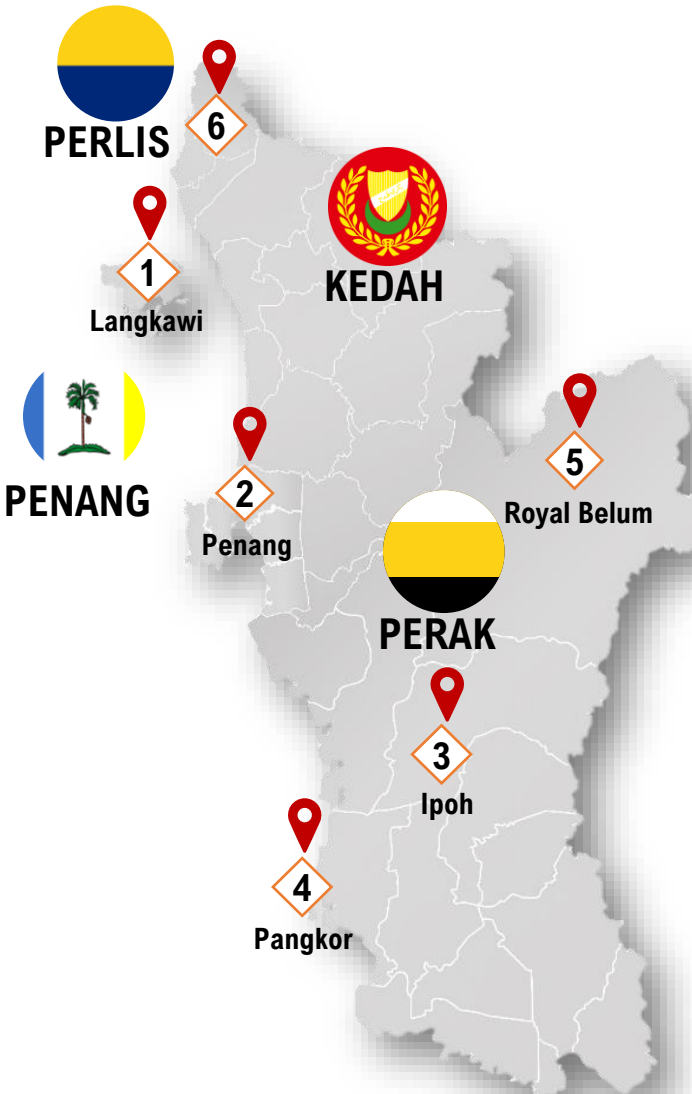 PERLIS
6
KEDAH
1
Langkawi
PENANG
2
Penang
5
Royal Belum
PERAK
3
Ipoh
4
Pangkor